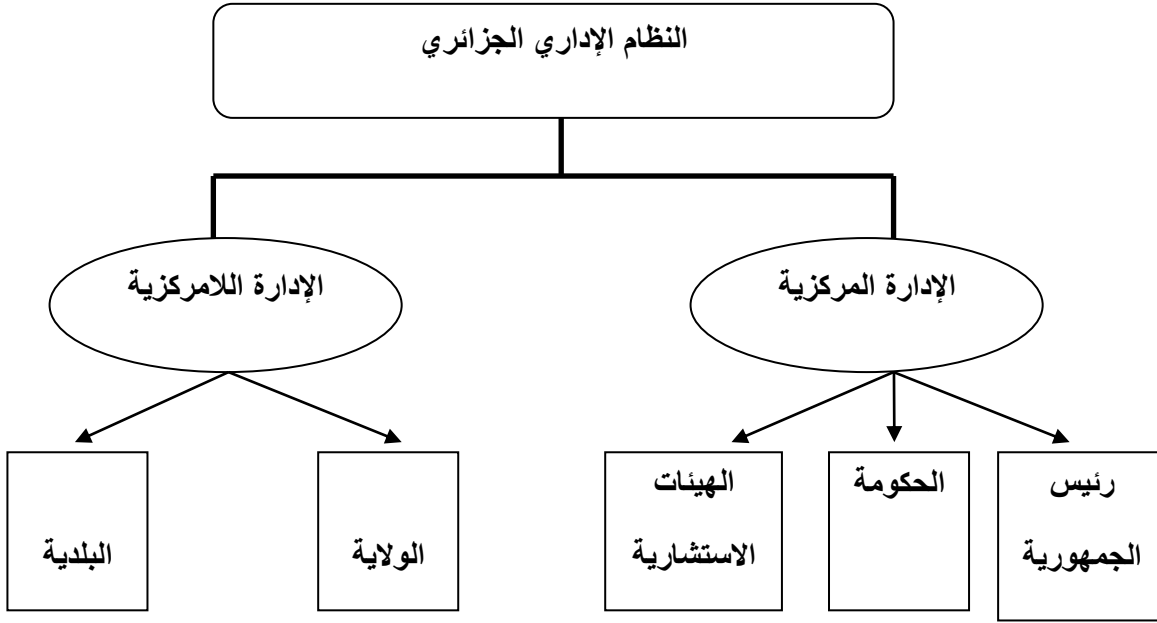 النظام الإداري الجزائري
الإدارة المركزية
الإدارة اللامركزية
رئيس
الجمهورية
الحكومة
الهيئات
الاستشارية
الولاية
البلدية